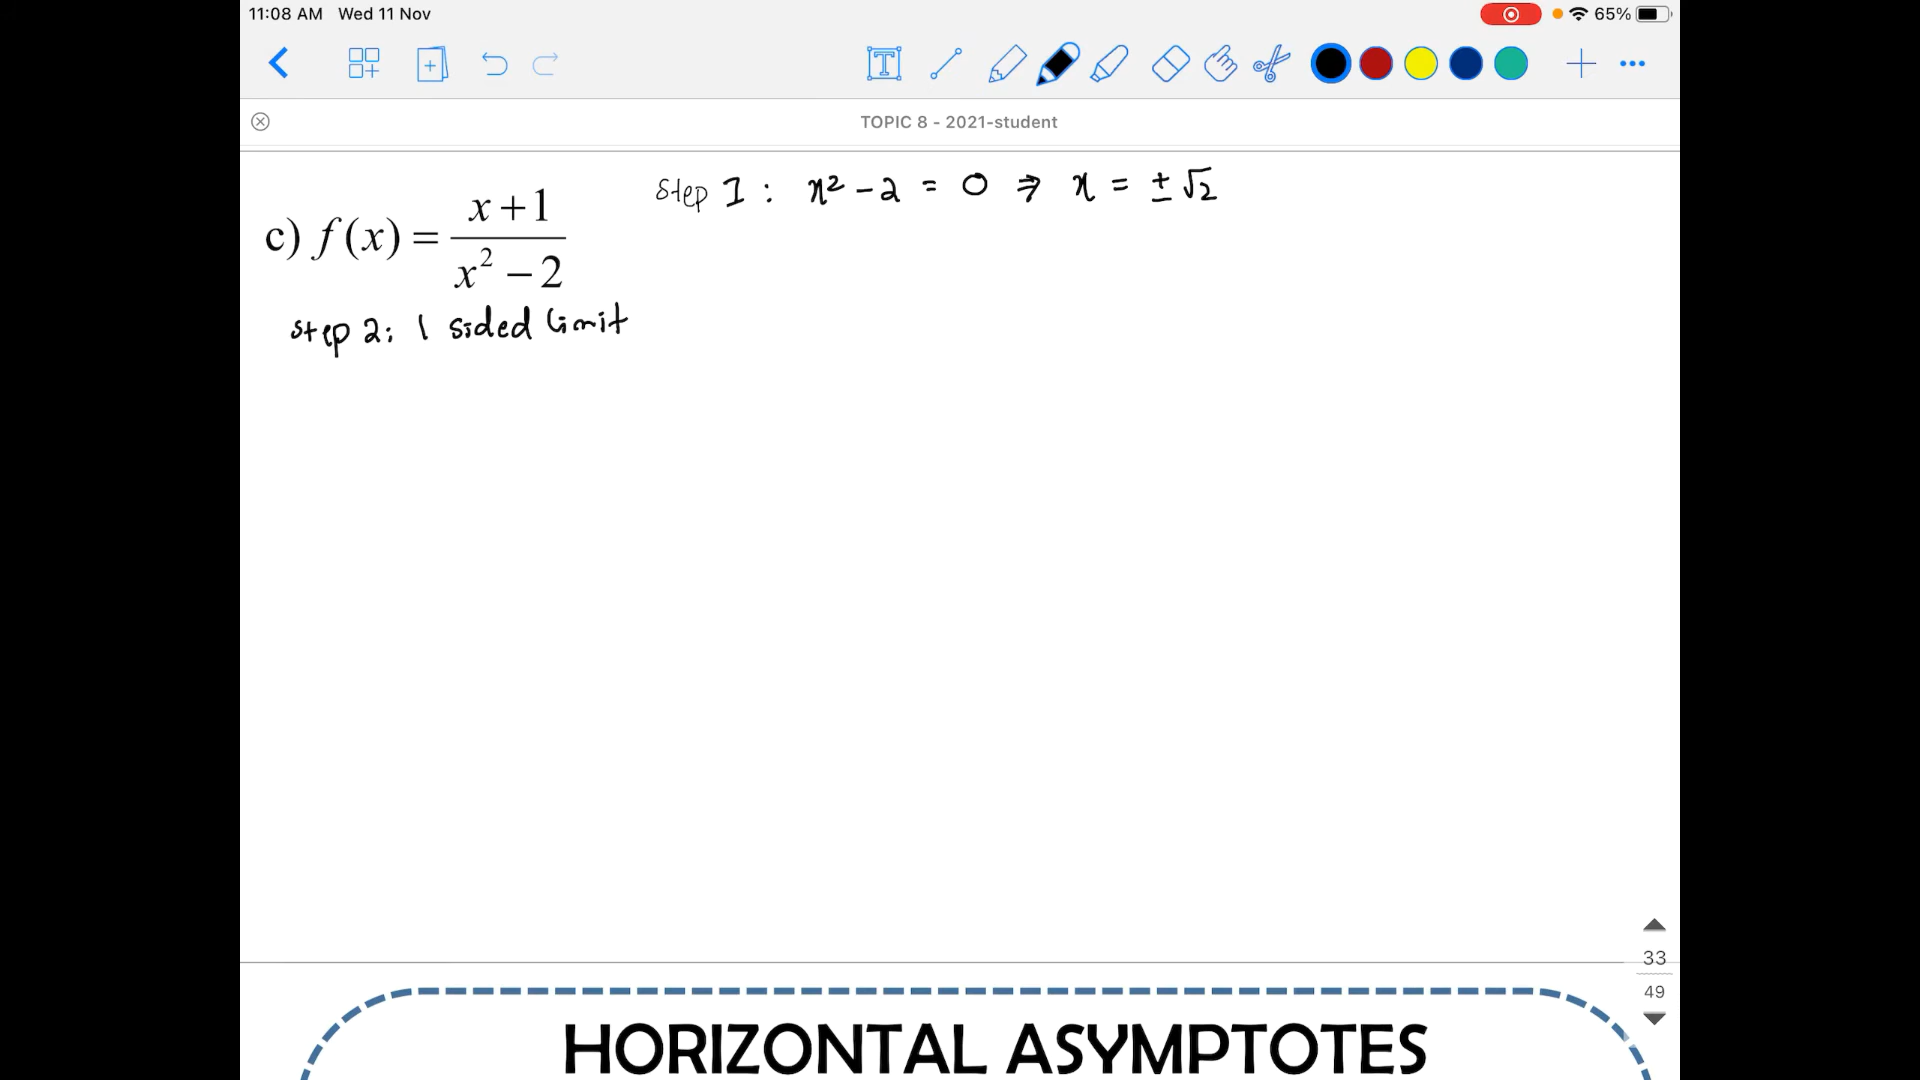 11:08 AM Wed 11 Nov
65%
TOPIC 8 - 2021-student
Step I : x² - 2 = 0 ⇒ x = ± √2
c) f(x) = (x+1)/(x² − 2)
step 2: 1 sided limit
33
49
HORIZONTAL ASYMPTOTES